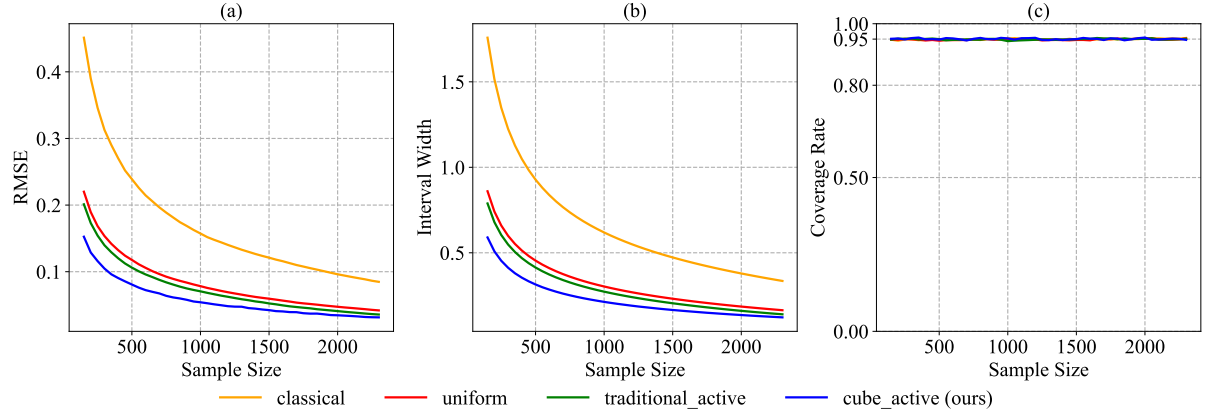 (a) (b) (c)
0.4
0.3
0.2
0.1
RMSE
500 1000 1500 2000
Sample Size
1.5
1.0
0.5
Interval Width
500 1000 1500 2000
Sample Size
1.00
0.95
0.80
0.50
0.00
Coverage Rate
500 1000 1500 2000
Sample Size
classical uniform traditional_active cube_active (ours)